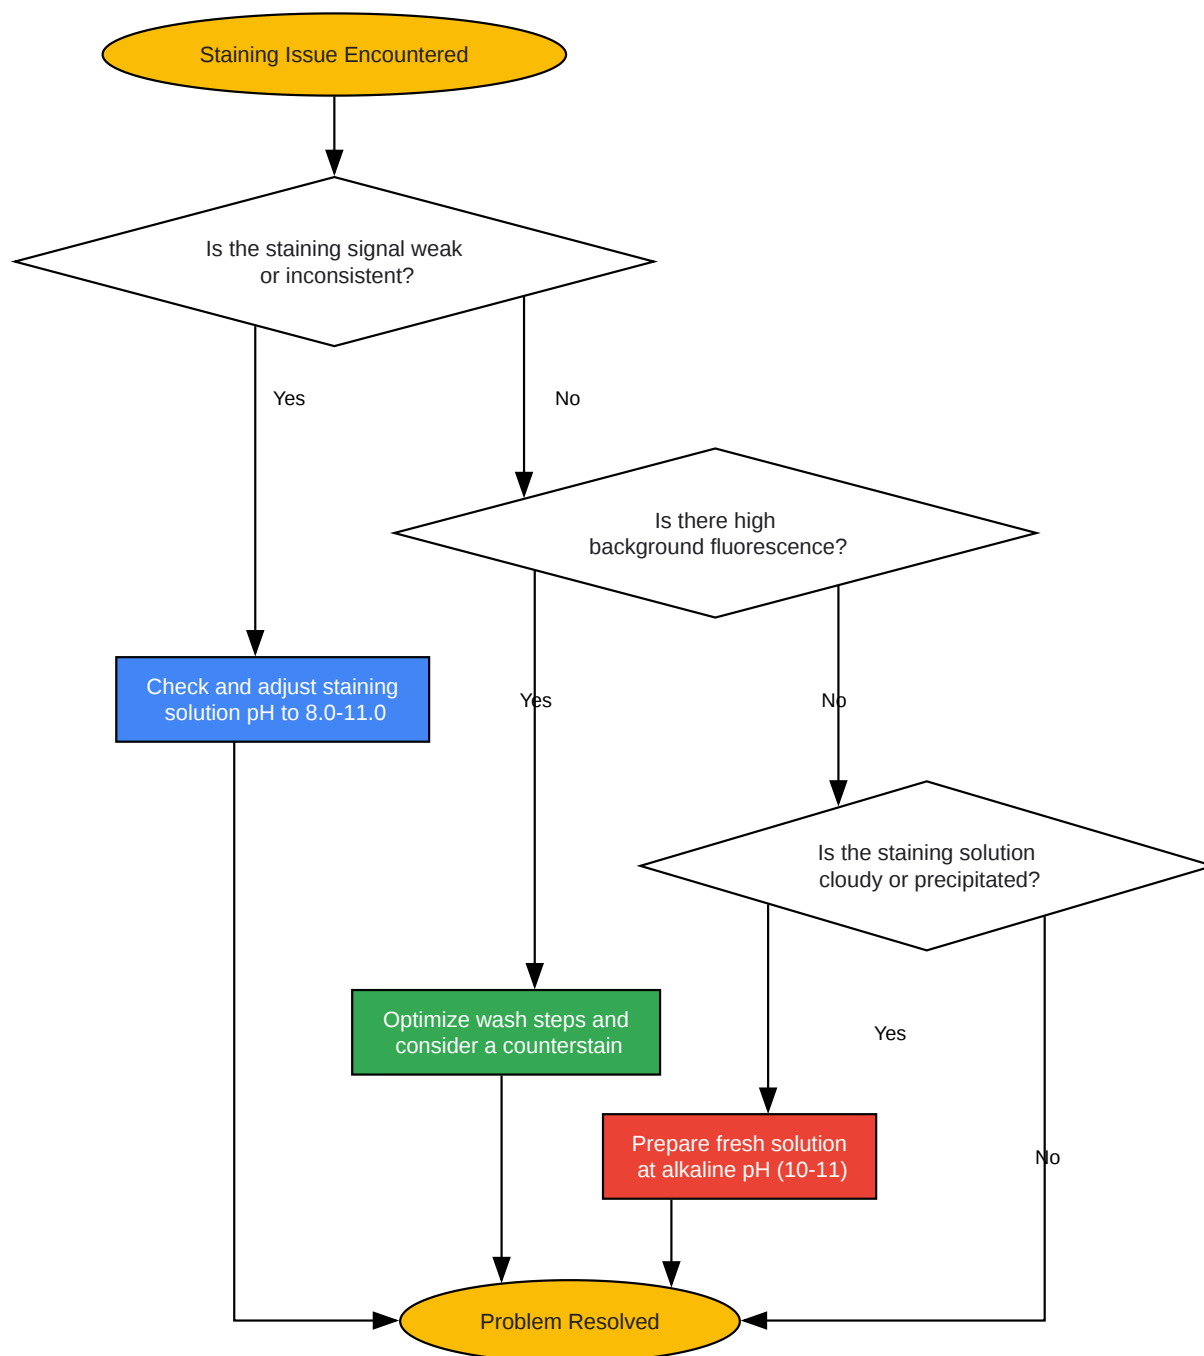 Staining Issue Encountered
Is the staining signal weak
or inconsistent?
Yes
No
Is there high
background fluorescence?
Check and adjust staining
solution pH to 8.0-11.0
Yes
No
Is the staining solution
cloudy or precipitated?
Optimize wash steps and
consider a counterstain
Yes
Prepare fresh solution
at alkaline pH (10-11)
No
Problem Resolved